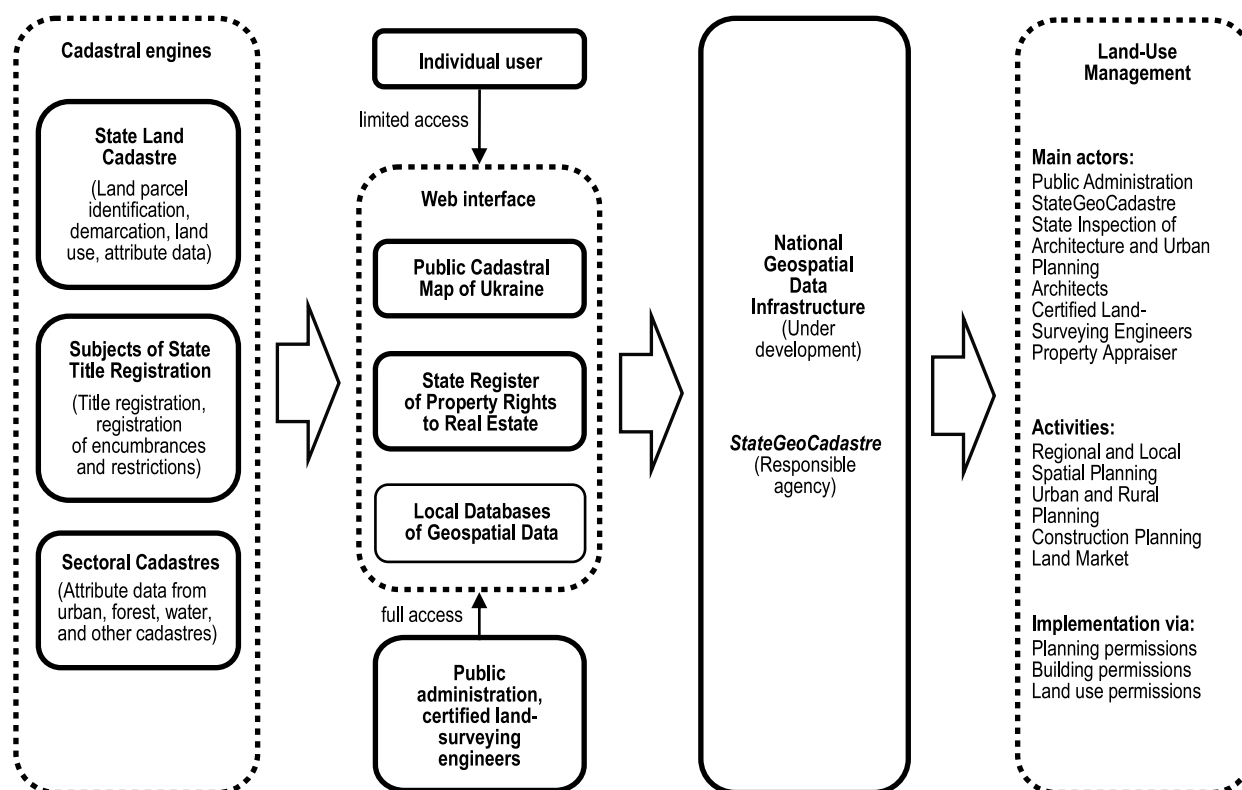 Cadastral engines
State Land
Cadastre
(Land parcel
identification,
demarcation, land
use, attribute data)
Subjects of State
Title Registration
(Title registration,
registration
of encumbrances
and restrictions)
Sectoral Cadastres
(Attribute data from
urban, forest, water,
and other cadastres)
Individual user
limited access
Web interface
Public Cadastral
Map of Ukraine
State Register
of Property Rights
to Real Estate
Local Databases
of Geospatial Data
full access
Public
administration,
certified land-
surveying
engineers
National
Geospatial
Data
Infrastructure
(Under
development)
StateGeoCadastre
(Responsible
agency)
Land-Use
Management
Main actors:
Public Administration
StateGeoCadastre
State Inspection of
Architecture and Urban
Planning
Architects
Certified Land-
Surveying Engineers
Property Appraiser
Activities:
Regional and Local
Spatial Planning
Urban and Rural
Planning
Construction Planning
Land Market
Implementation via:
Planning permissions
Building permissions
Land use permissions